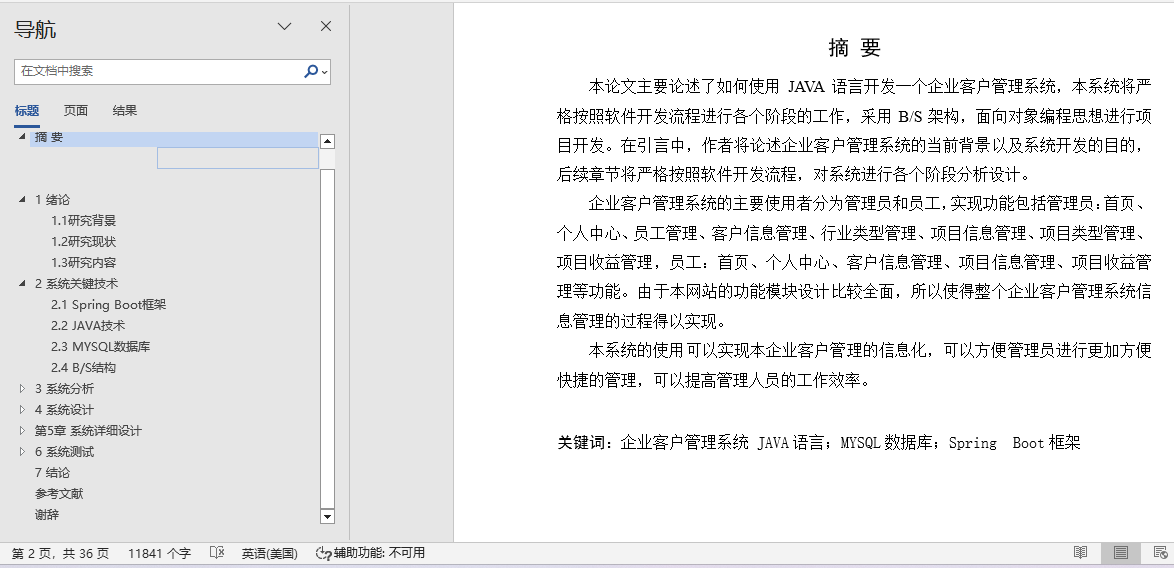 导航
在文档中搜索
标题 页面 结果
摘 要
1 绪论
1.1研究背景
1.2研究现状
1.3研究内容
2 系统关键技术
2.1 Spring Boot框架
2.2 JAVA技术
2.3 MYSQL数据库
2.4 B/S结构
3 系统分析
4 系统设计
第5章 系统详细设计
6 系统测试
7 结论
参考文献
谢辞
摘 要
本论文主要论述了如何使用 JAVA 语言开发一个企业客户管理系统，本系统将严
格按照软件开发流程进行各个阶段的工作，采用 B/S 架构，面向对象编程思想进行项
目开发。在引言中，作者将论述企业客户管理系统的当前背景以及系统开发的目的，
后续章节将严格按照软件开发流程，对系统进行各个阶段分析设计。
企业客户管理系统的主要使用者分为管理员和员工，实现功能包括管理员：首页、
个人中心、员工管理、客户信息管理、行业类型管理、项目信息管理、项目类型管理、
项目收益管理，员工：首页、个人中心、客户信息管理、项目信息管理、项目收益管
理等功能。由于本网站的功能模块设计比较全面，所以使得整个企业客户管理系统信
息管理的过程得以实现。
本系统的使用可以实现本企业客户管理的信息化，可以方便管理员进行更加方便
快捷的管理，可以提高管理人员的工作效率。
关键词：企业客户管理系统 JAVA语言；MYSQL数据库；Spring Boot框架
第 2 页，共 36 页 11841 个字 英语(美国) 辅助功能: 不可用